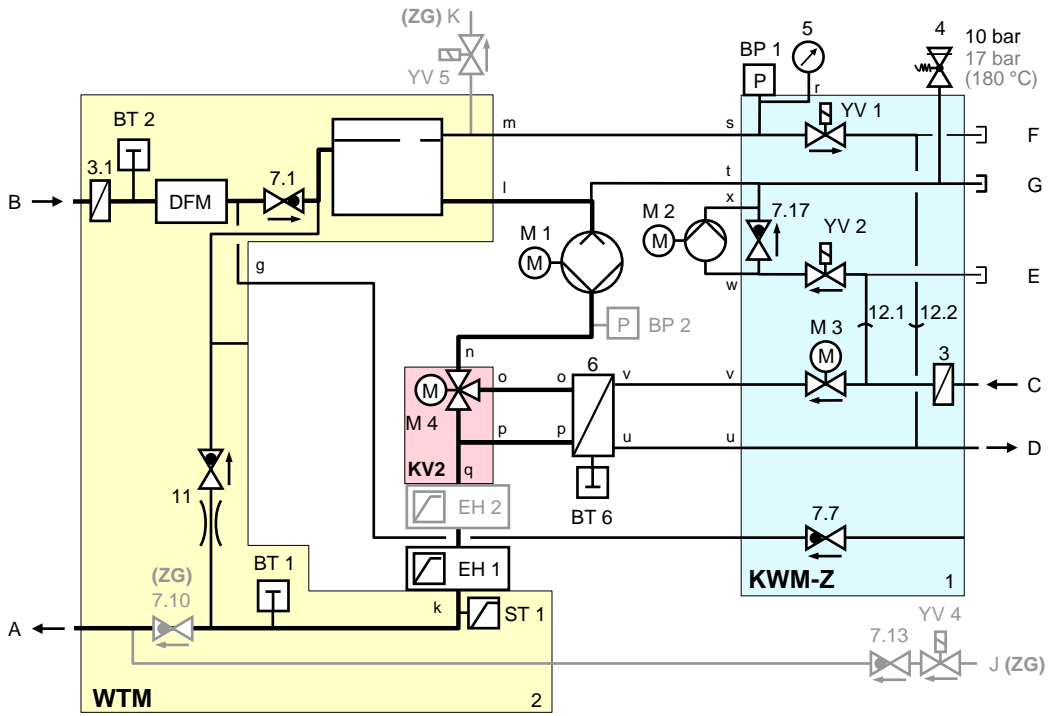 (ZG) K
YV 5
BP 1
P
5
4
10 bar
17 bar
(180 °C)
r
BT 2
3.1
B
DFM
7.1
m
s
YV 1
F
l
t
G
x
M 2
M
7.17
M 1
M
YV 2
g
w
E
12.1
12.2
P
BP 2
M 3
M
n
6
3
M
o
o
v
v
C
M 4
p
p
u
u
D
KV2
q
11
EH 2
BT 6
7.7
BT 1
EH 1
KWM-Z
1
(ZG)
7.10
k
ST 1
A
7.13
YV 4
J (ZG)
WTM
2